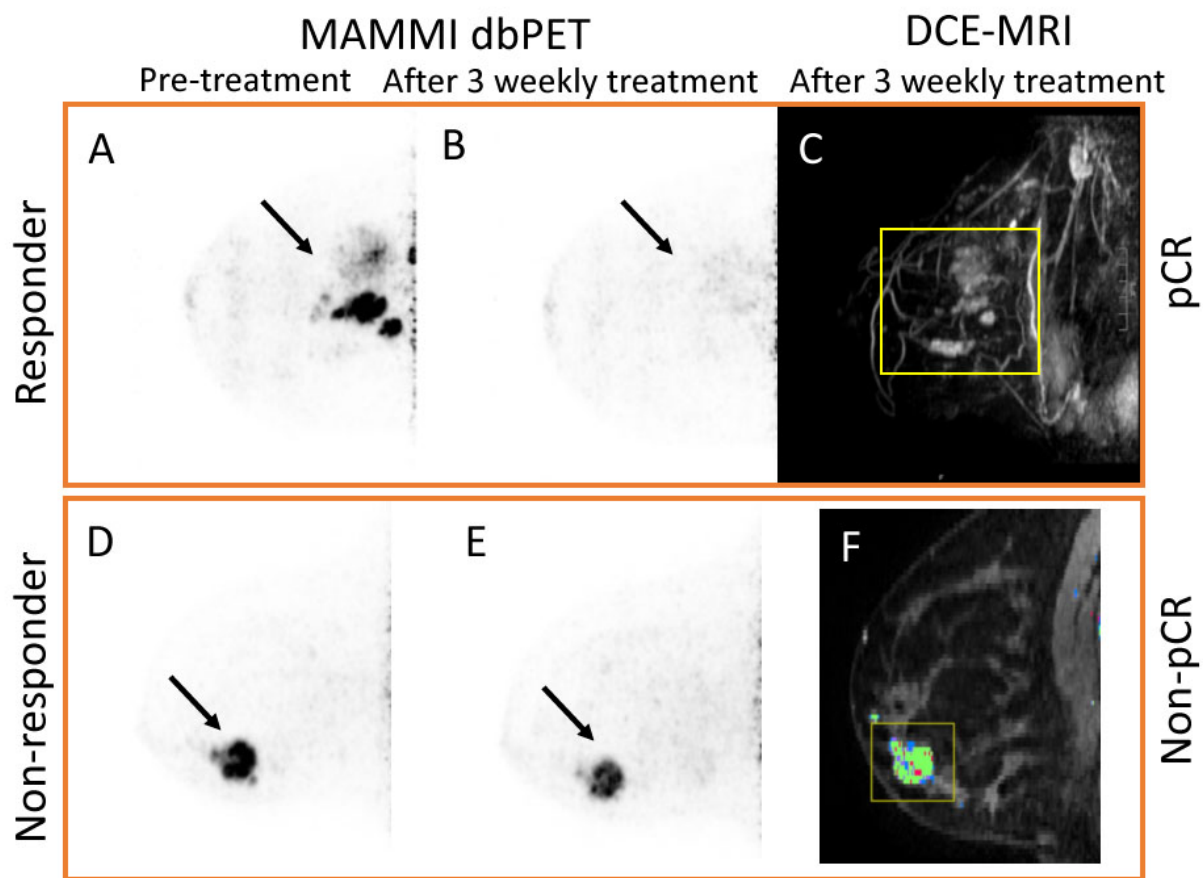 MAMMI dbPET
DCE-MRI
Pre-treatment
After 3 weekly treatment
After 3 weekly treatment
Responder
A
B
C
pCR
Non-responder
D
E
F
Non-pCR